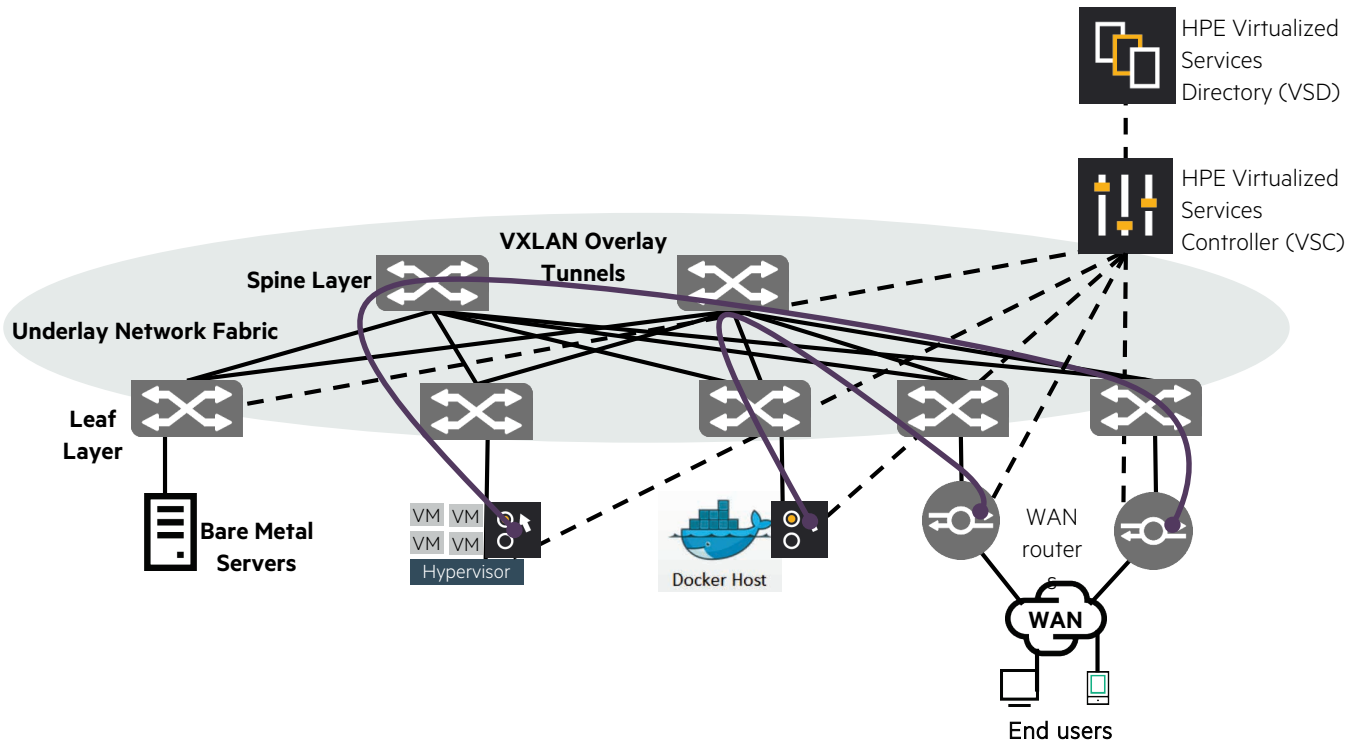 HPE Virtualized
Services
Directory (VSD)
HPE Virtualized
Services
Controller (VSC)
VXLAN Overlay
Tunnels
Spine Layer
Underlay Network Fabric
Leaf
Layer
Bare Metal
Servers
VM
VM
VM
VM
Hypervisor
Docker Host
WAN
router
s
WAN
End users